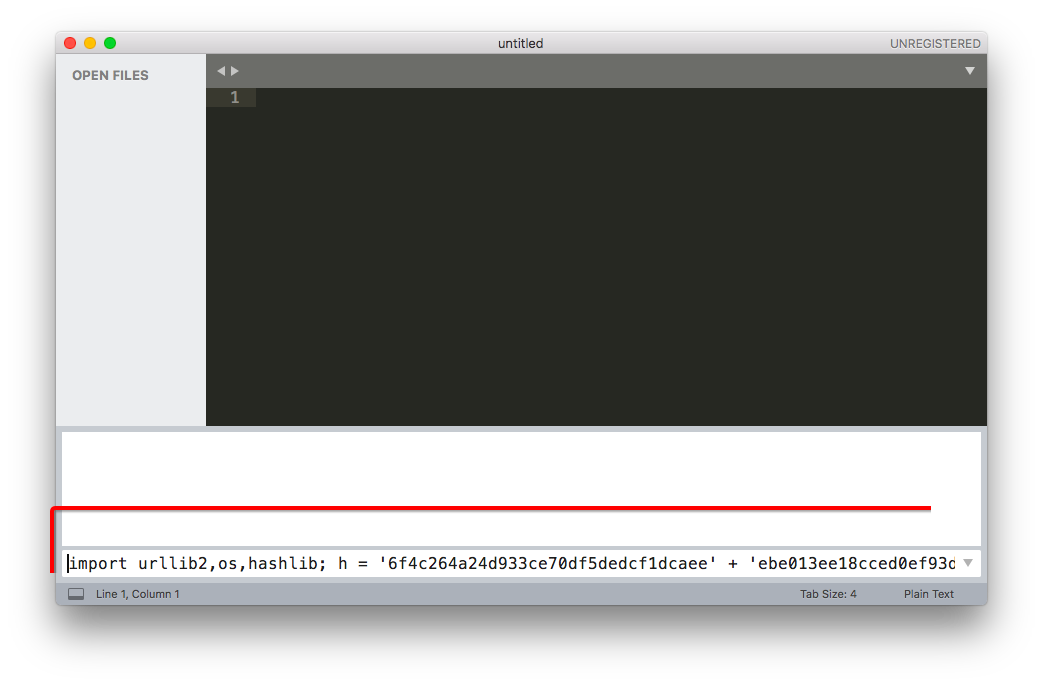 untitled
UNREGISTERED
OPEN FILES
1
import urllib2,os,hashlib; h = '6f4c264a24d933ce70df5dedcf1dcaee' + 'ebe013ee18cced0ef93d
Line 1, Column 1
Tab Size: 4
Plain Text